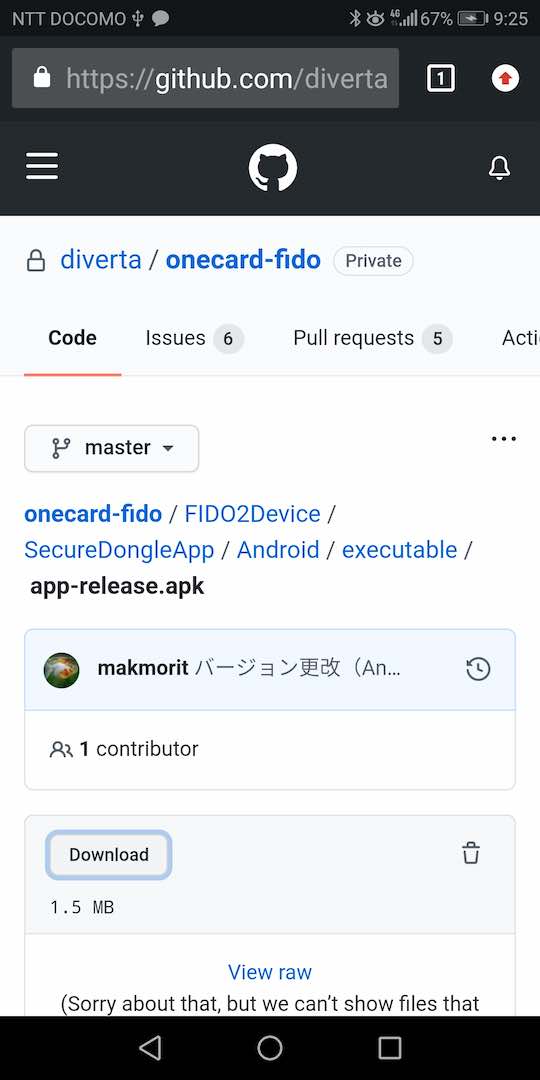 NTT DOCOMO 4G 67% 9:25
https://github.com/diverta 1
diverta / onecard-fido Private
Code Issues 6 Pull requests 5 Acti
master
onecard-fido / FIDO2Device /
SecureDongleApp / Android / executable /
app-release.apk
makmorit バージョン更改（An...
1 contributor
Download
1.5 MB
View raw
(Sorry about that, but we can’t show files that